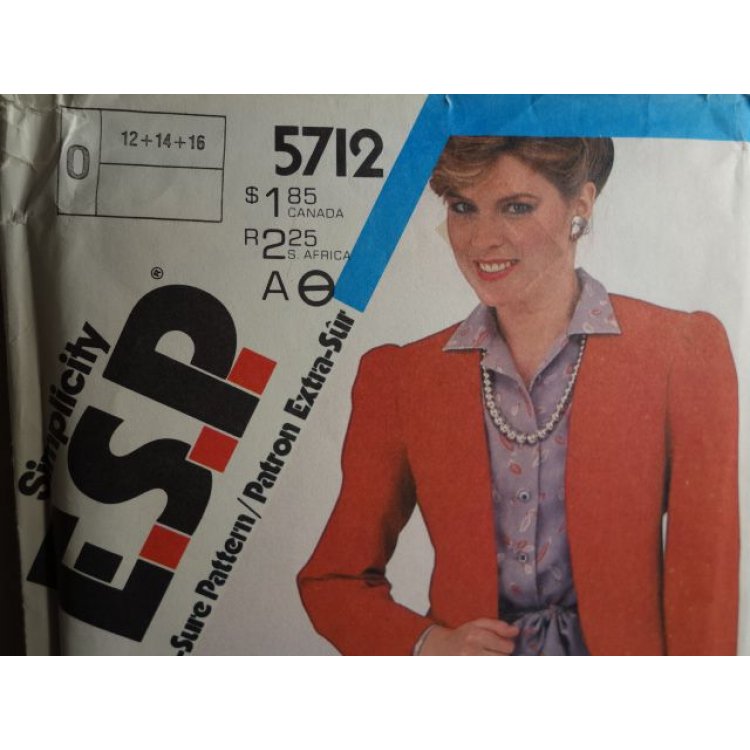 O
12+14+16
5712
$1.85
CANADA
R2.25
S. AFRICA
A
Simplicity
E.S.P.®
-Sure Pattern/Patron Extra-Sûr